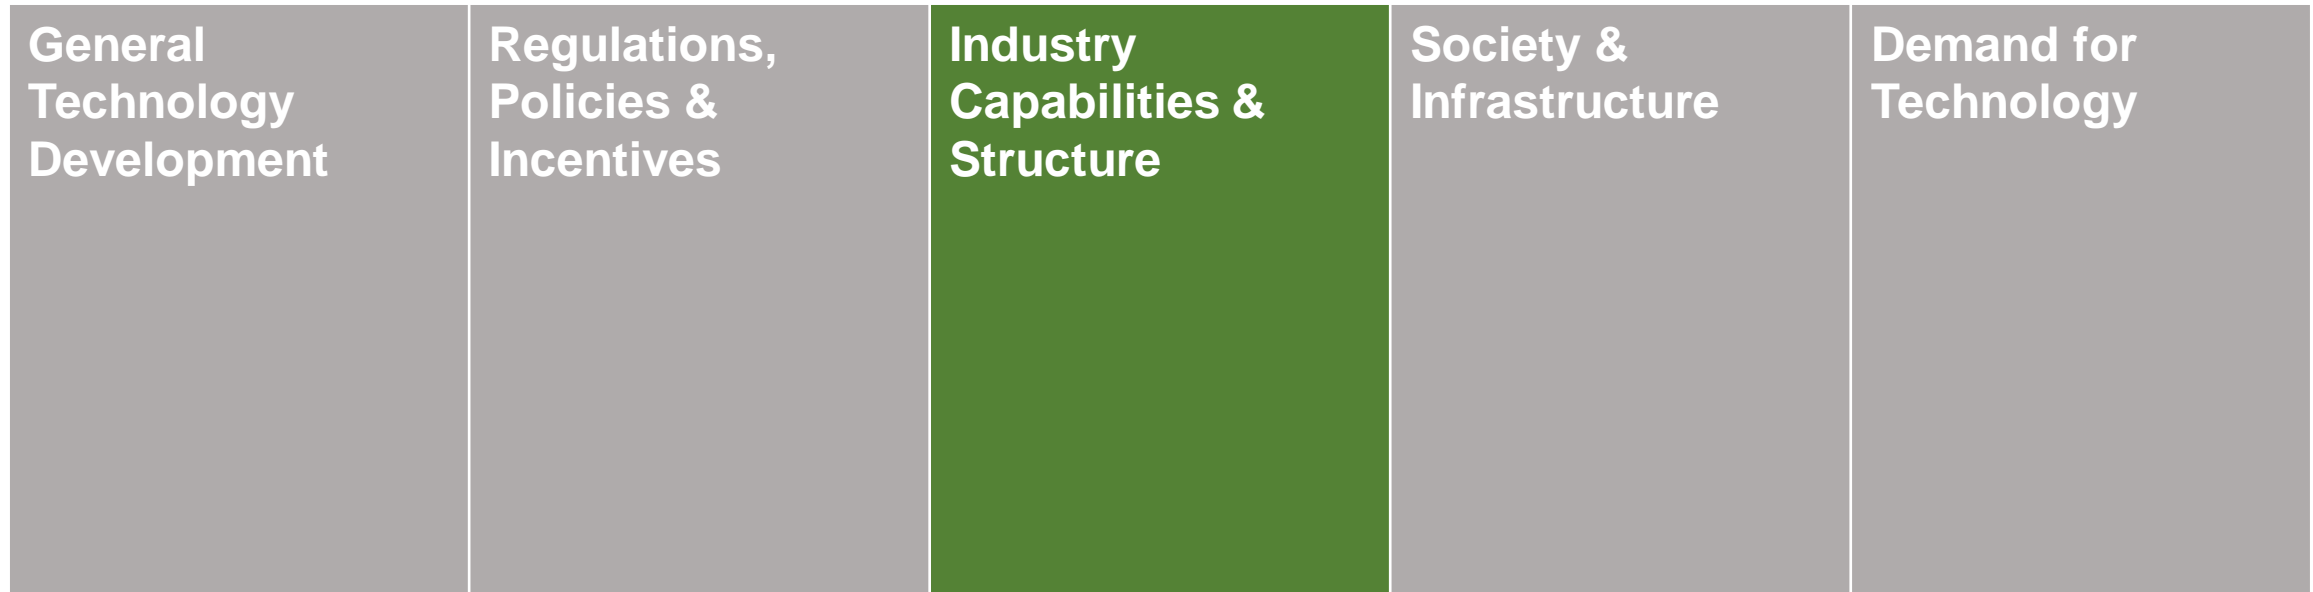 General
Technology
Development
Regulations,
Policies &
Incentives
Industry
Capabilities &
Structure
Society &
Infrastructure
Demand for
Technology